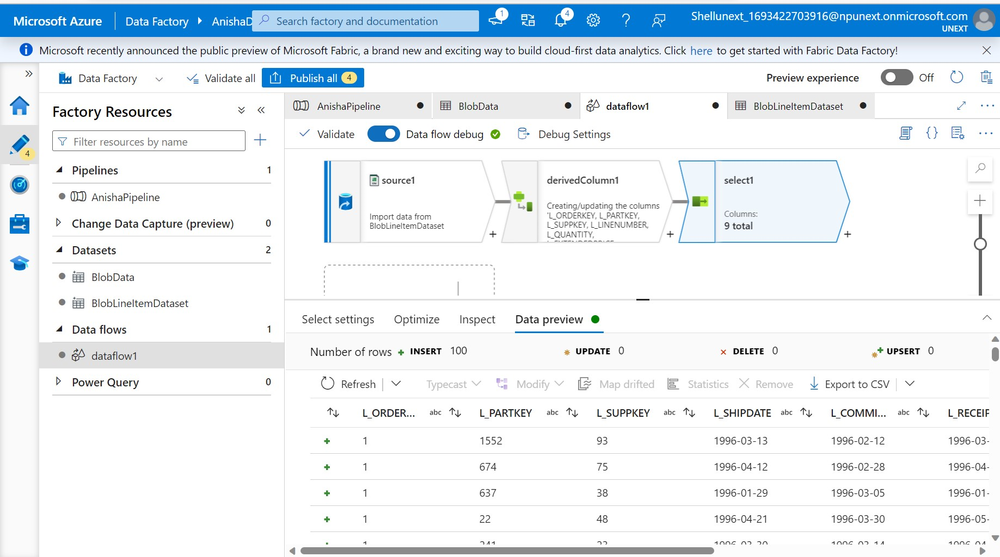 Microsoft Azure
Data Factory
AnishaD
Search factory and documentation
1
4
Shellunext_1693422703916@npunext.onmicrosoft.com
UNEXT
Microsoft recently announced the public preview of Microsoft Fabric, a brand new and exciting way to build cloud-first data analytics. Click here to get started with Fabric Data Factory!
Data Factory
Validate all
Publish all 4
Preview experience
Off
4
Factory Resources
Filter resources by name
Pipelines 1
AnishaPipeline
Change Data Capture (preview) 0
Datasets 2
BlobData
BlobLineItemDataset
Data flows 1
dataflow1
Power Query 0
AnishaPipeline
BlobData
dataflow1
BlobLineItemDataset
Validate
Data flow debug
Debug Settings
source1
Import data from
BlobLineItemDataset
+
derivedColumn1
Creating/updating the columns
'L_ORDERKEY, L_PARTKEY,
L_SUPPKEY, L_LINENUMBER,
L_QUANTITY,
+
select1
Columns:
9 total
+
Select settings
Optimize
Inspect
Data preview
Number of rows INSERT 100 UPDATE 0 DELETE 0 UPSERT 0
Refresh
Typecast
Modify
Map drifted
Statistics
Remove
Export to CSV
L_ORDER... abc L_PARTKEY abc L_SUPPKEY abc L_SHIPDATE abc L_COMMI... abc L_RECEIP
1 1552 93 1996-03-13 1996-02-12 1996-03-
1 674 75 1996-04-12 1996-02-28 1996-04-
1 637 38 1996-01-29 1996-03-05 1996-01-
1 22 48 1996-04-21 1996-03-30 1996-05-